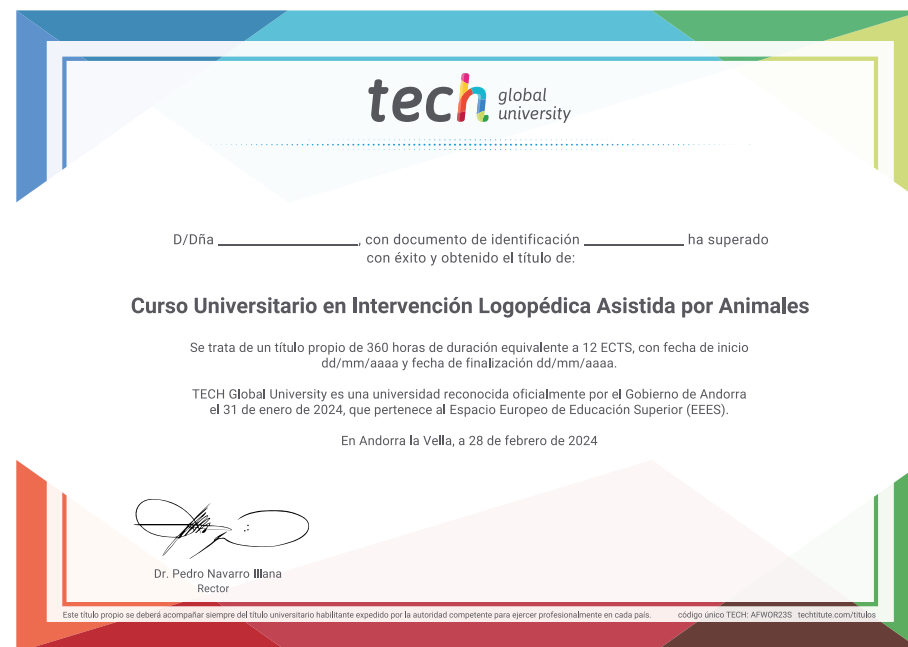 tech global university
D/Dña ______________, con documento de identificación __________ ha superado
con éxito y obtenido el título de:
Curso Universitario en Intervención Logopédica Asistida por Animales
Se trata de un título propio de 360 horas de duración equivalente a 12 ECTS, con fecha de inicio
dd/mm/aaaa y fecha de finalización dd/mm/aaaa.
TECH Global University es una universidad reconocida oficialmente por el Gobierno de Andorra
el 31 de enero de 2024, que pertenece al Espacio Europeo de Educación Superior (EEES).
En Andorra la Vella, a 28 de febrero de 2024
Dr. Pedro Navarro Illana
Rector
Este título propio se deberá acompañar siempre del título universitario habilitante expedido por la autoridad competente para ejercer profesionalmente en cada país. código único TECH: AFWOR23S techtitute.com/titulos